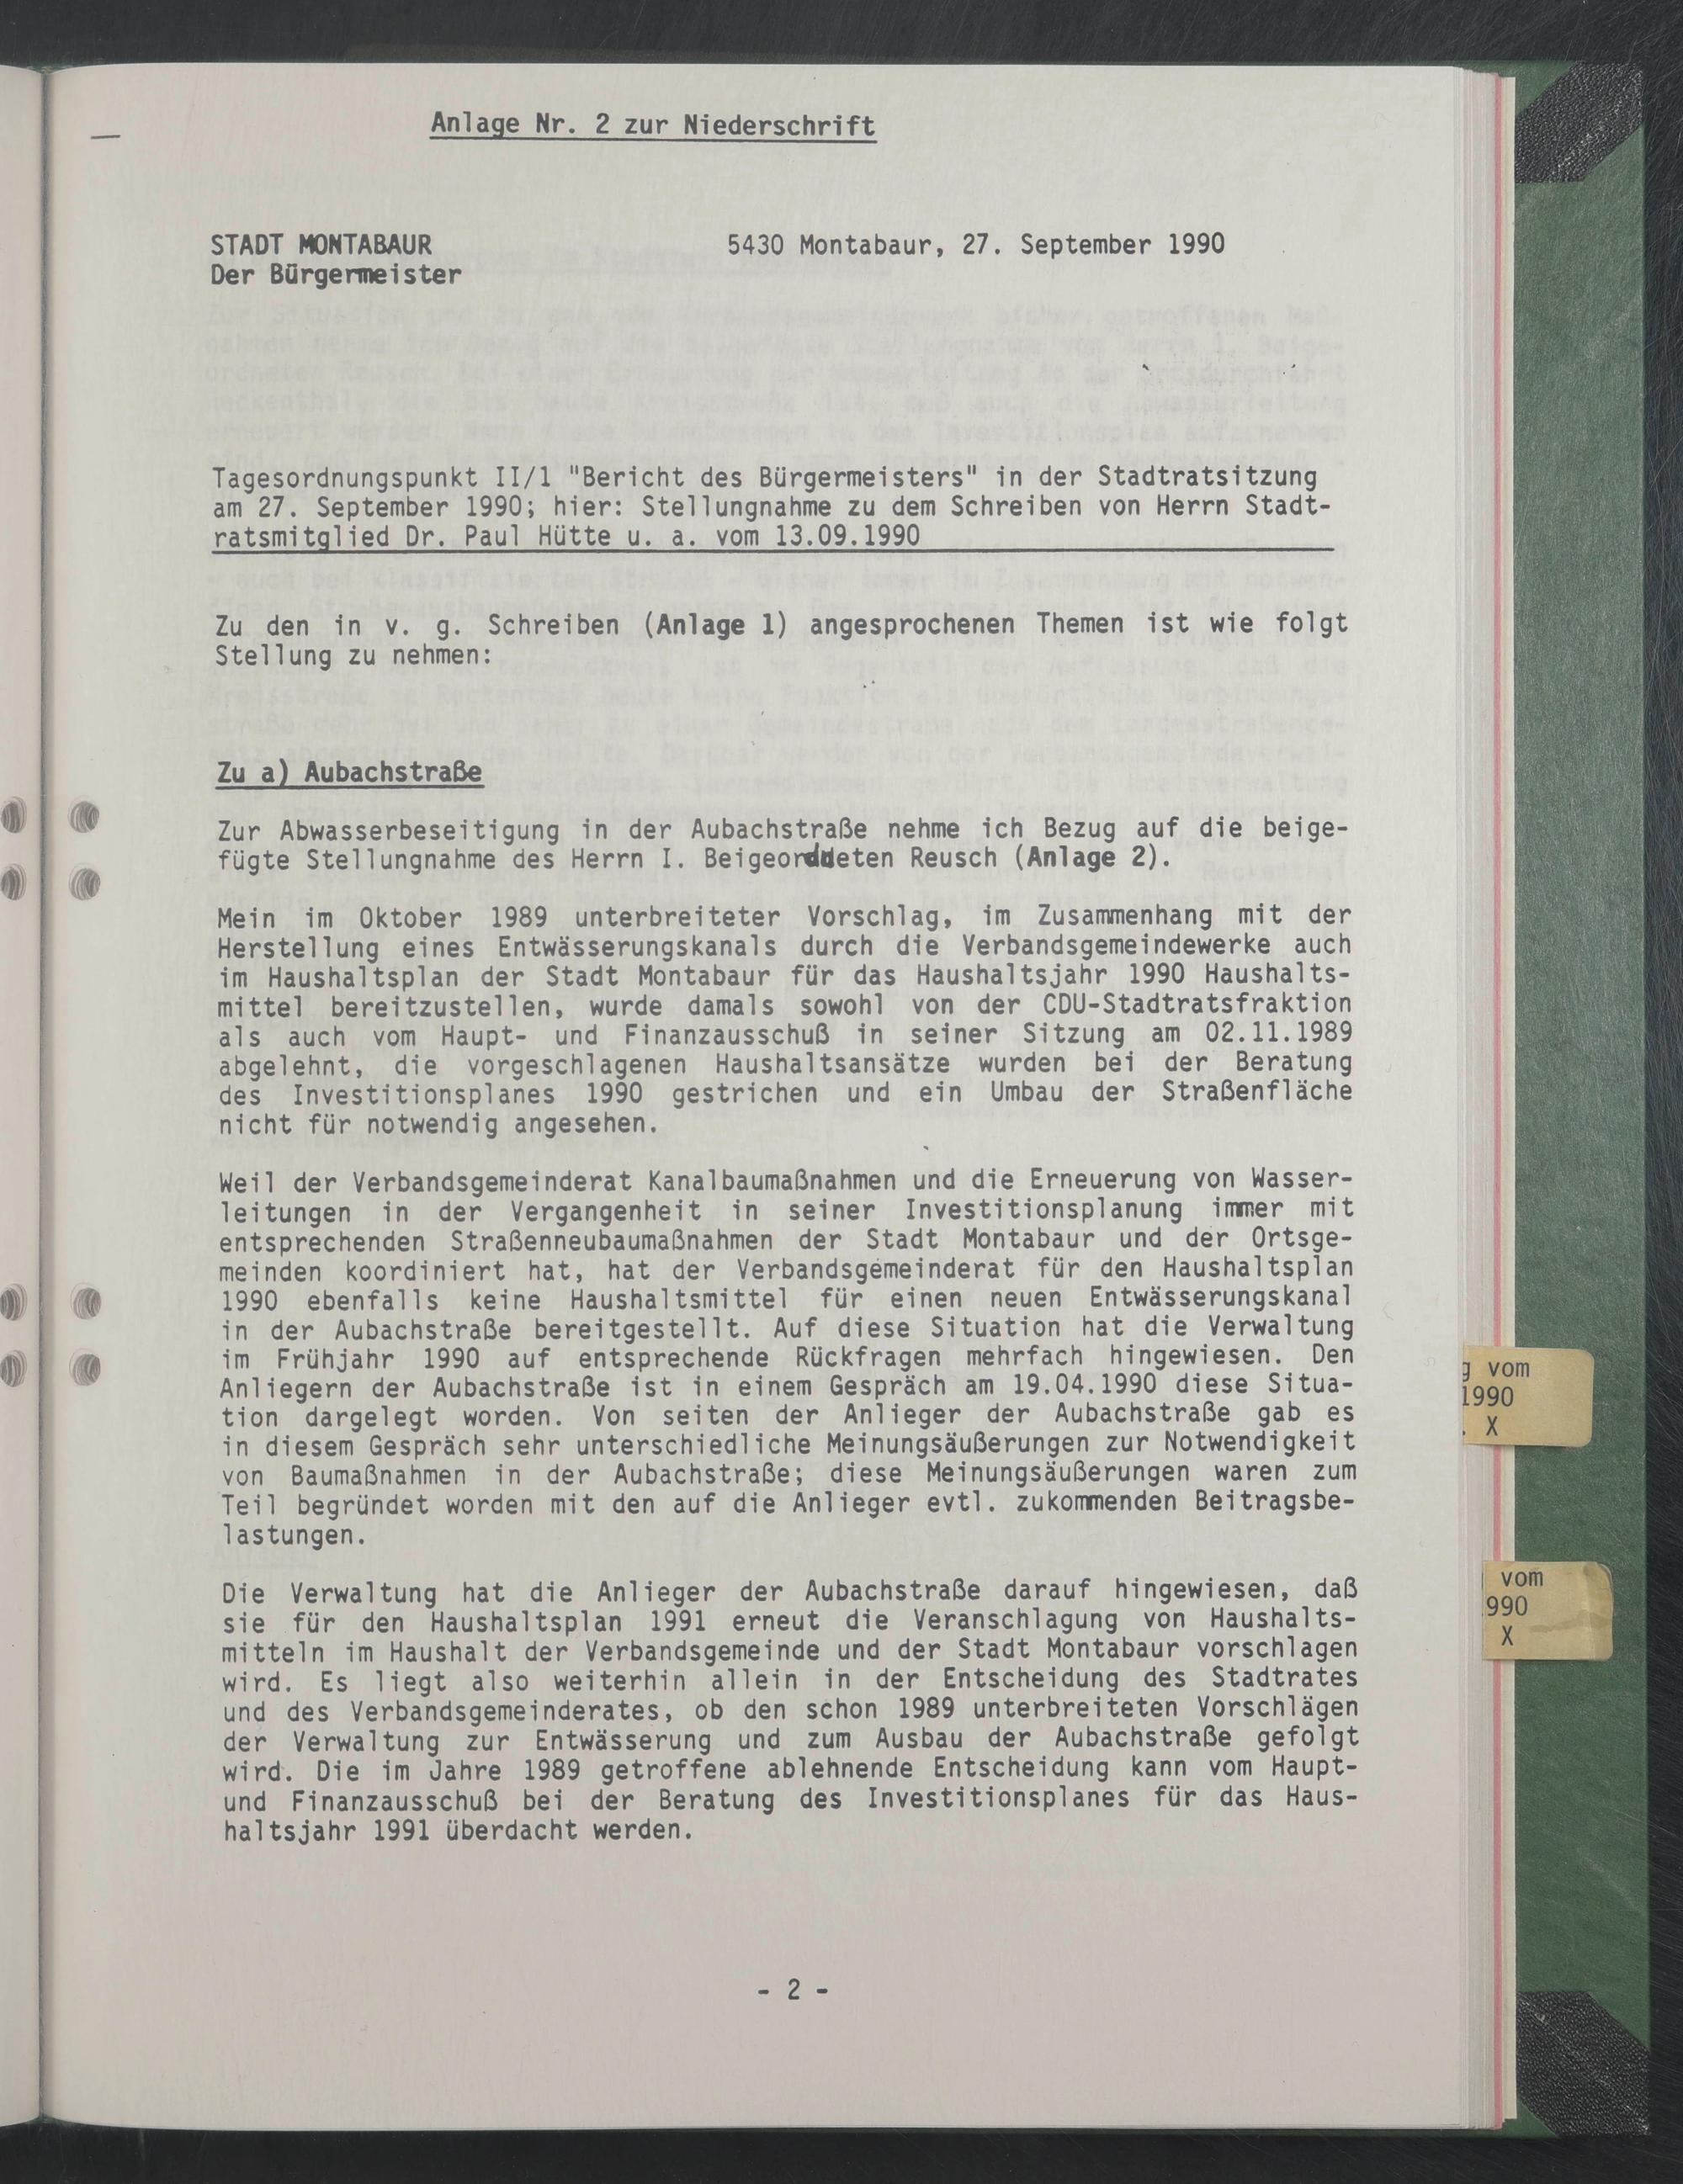 Anlage Nr. 2 zur Niederschrift
STADT MONTABAUR
5430 Montabaur, 27. September 1990
Der Bürgermeister
Tagesordnungspunkt II/1 "Bericht des Bürgermeisters" in der Stadtratsitzung
am 27. September 1990; hier: Stellungnahme zu dem Schreiben von Herrn Stadt-
ratsmitglied Dr. Paul Hütte u. a. vom 13.09.1990
Zu den in v. g. Schreiben (Anlage 1) angesprochenen Themen ist wie folgt
Stellung zu nehmen:
Zu a) Aubachstraße
Zur Abwasserbeseitigung in der Aubachstraße nehme ich Bezug auf die beige-
fügte Stellungnahme des Herrn I. Beigeordneten Reusch (Anlage 2).
Mein im Oktober 1989 unterbreiteter Vorschlag, im Zusammenhang mit der
Herstellung eines Entwässerungskanals durch die Verbandsgemeindewerke auch
im Haushaltsplan der Stadt Montabaur für das Haushaltsjahr 1990 Haushalts-
mittel bereitzustellen, wurde damals sowohl von der CDU-Stadtratsfraktion
als auch vom Haupt- und Finanzausschuß in seiner Sitzung am 02.11.1989
abgelehnt, die vorgeschlagenen Haushaltsansätze wurden bei der Beratung
des Investitionsplanes 1990 gestrichen und ein Umbau der Straßenfläche
nicht für notwendig angesehen.
Weil der Verbandsgemeinderat Kanalbaumaßnahmen und die Erneuerung von Wasser-
leitungen in der Vergangenheit in seiner Investitionsplanung immer mit
entsprechenden Straßenneubaumaßnahmen der Stadt Montabaur und der Ortsge-
meinden koordiniert hat, hat der Verbandsgemeinderat für den Haushaltsplan
1990 ebenfalls keine Haushaltsmittel für einen neuen Entwässerungskanal
in der Aubachstraße bereitgestellt. Auf diese Situation hat die Verwaltung
im Frühjahr 1990 auf entsprechende Rückfragen mehrfach hingewiesen. Den
Anliegern der Aubachstraße ist in einem Gespräch am 19.04.1990 diese Situa-
tion dargelegt worden. Von seiten der Anlieger der Aubachstraße gab es
in diesem Gespräch sehr unterschiedliche Meinungsäußerungen zur Notwendigkeit
von Baumaßnahmen in der Aubachstraße; diese Meinungsäußerungen waren zum
Teil begründet worden mit den auf die Anlieger evtl. zukommenden Beitragsbe-
lastungen.
Die Verwaltung hat die Anlieger der Aubachstraße darauf hingewiesen, daß
sie für den Haushaltsplan 1991 erneut die Veranschlagung von Haushalts-
mitteln im Haushalt der Verbandsgemeinde und der Stadt Montabaur vorschlagen
wird. Es liegt also weiterhin allein in der Entscheidung des Stadtrates
und des Verbandsgemeinderates, ob den schon 1989 unterbreiteten Vorschlägen
der Verwaltung zur Entwässerung und zum Ausbau der Aubachstraße gefolgt
wird. Die im Jahre 1989 getroffene ablehnende Entscheidung kann vom Haupt-
und Finanzausschuß bei der Beratung des Investitionsplanes für das Haus-
haltsjahr 1991 überdacht werden.
- 2 -
g vom
1990
. X
vom
990
X